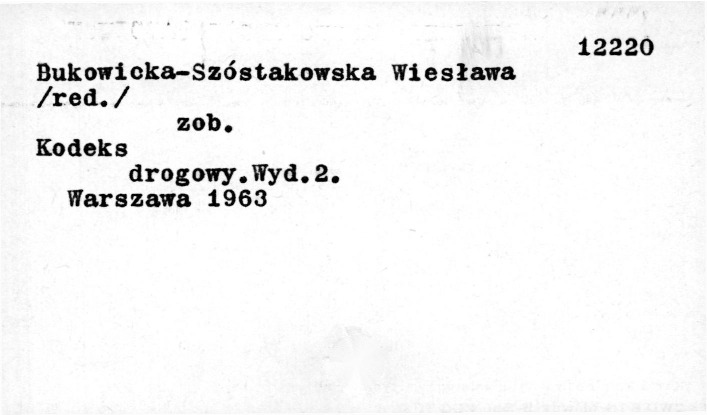 12220
Bukowicka-Szóstakowska Wiesława
/red./
zob.
Kodeks
drogowy.Wyd.2.
Warszawa 1963